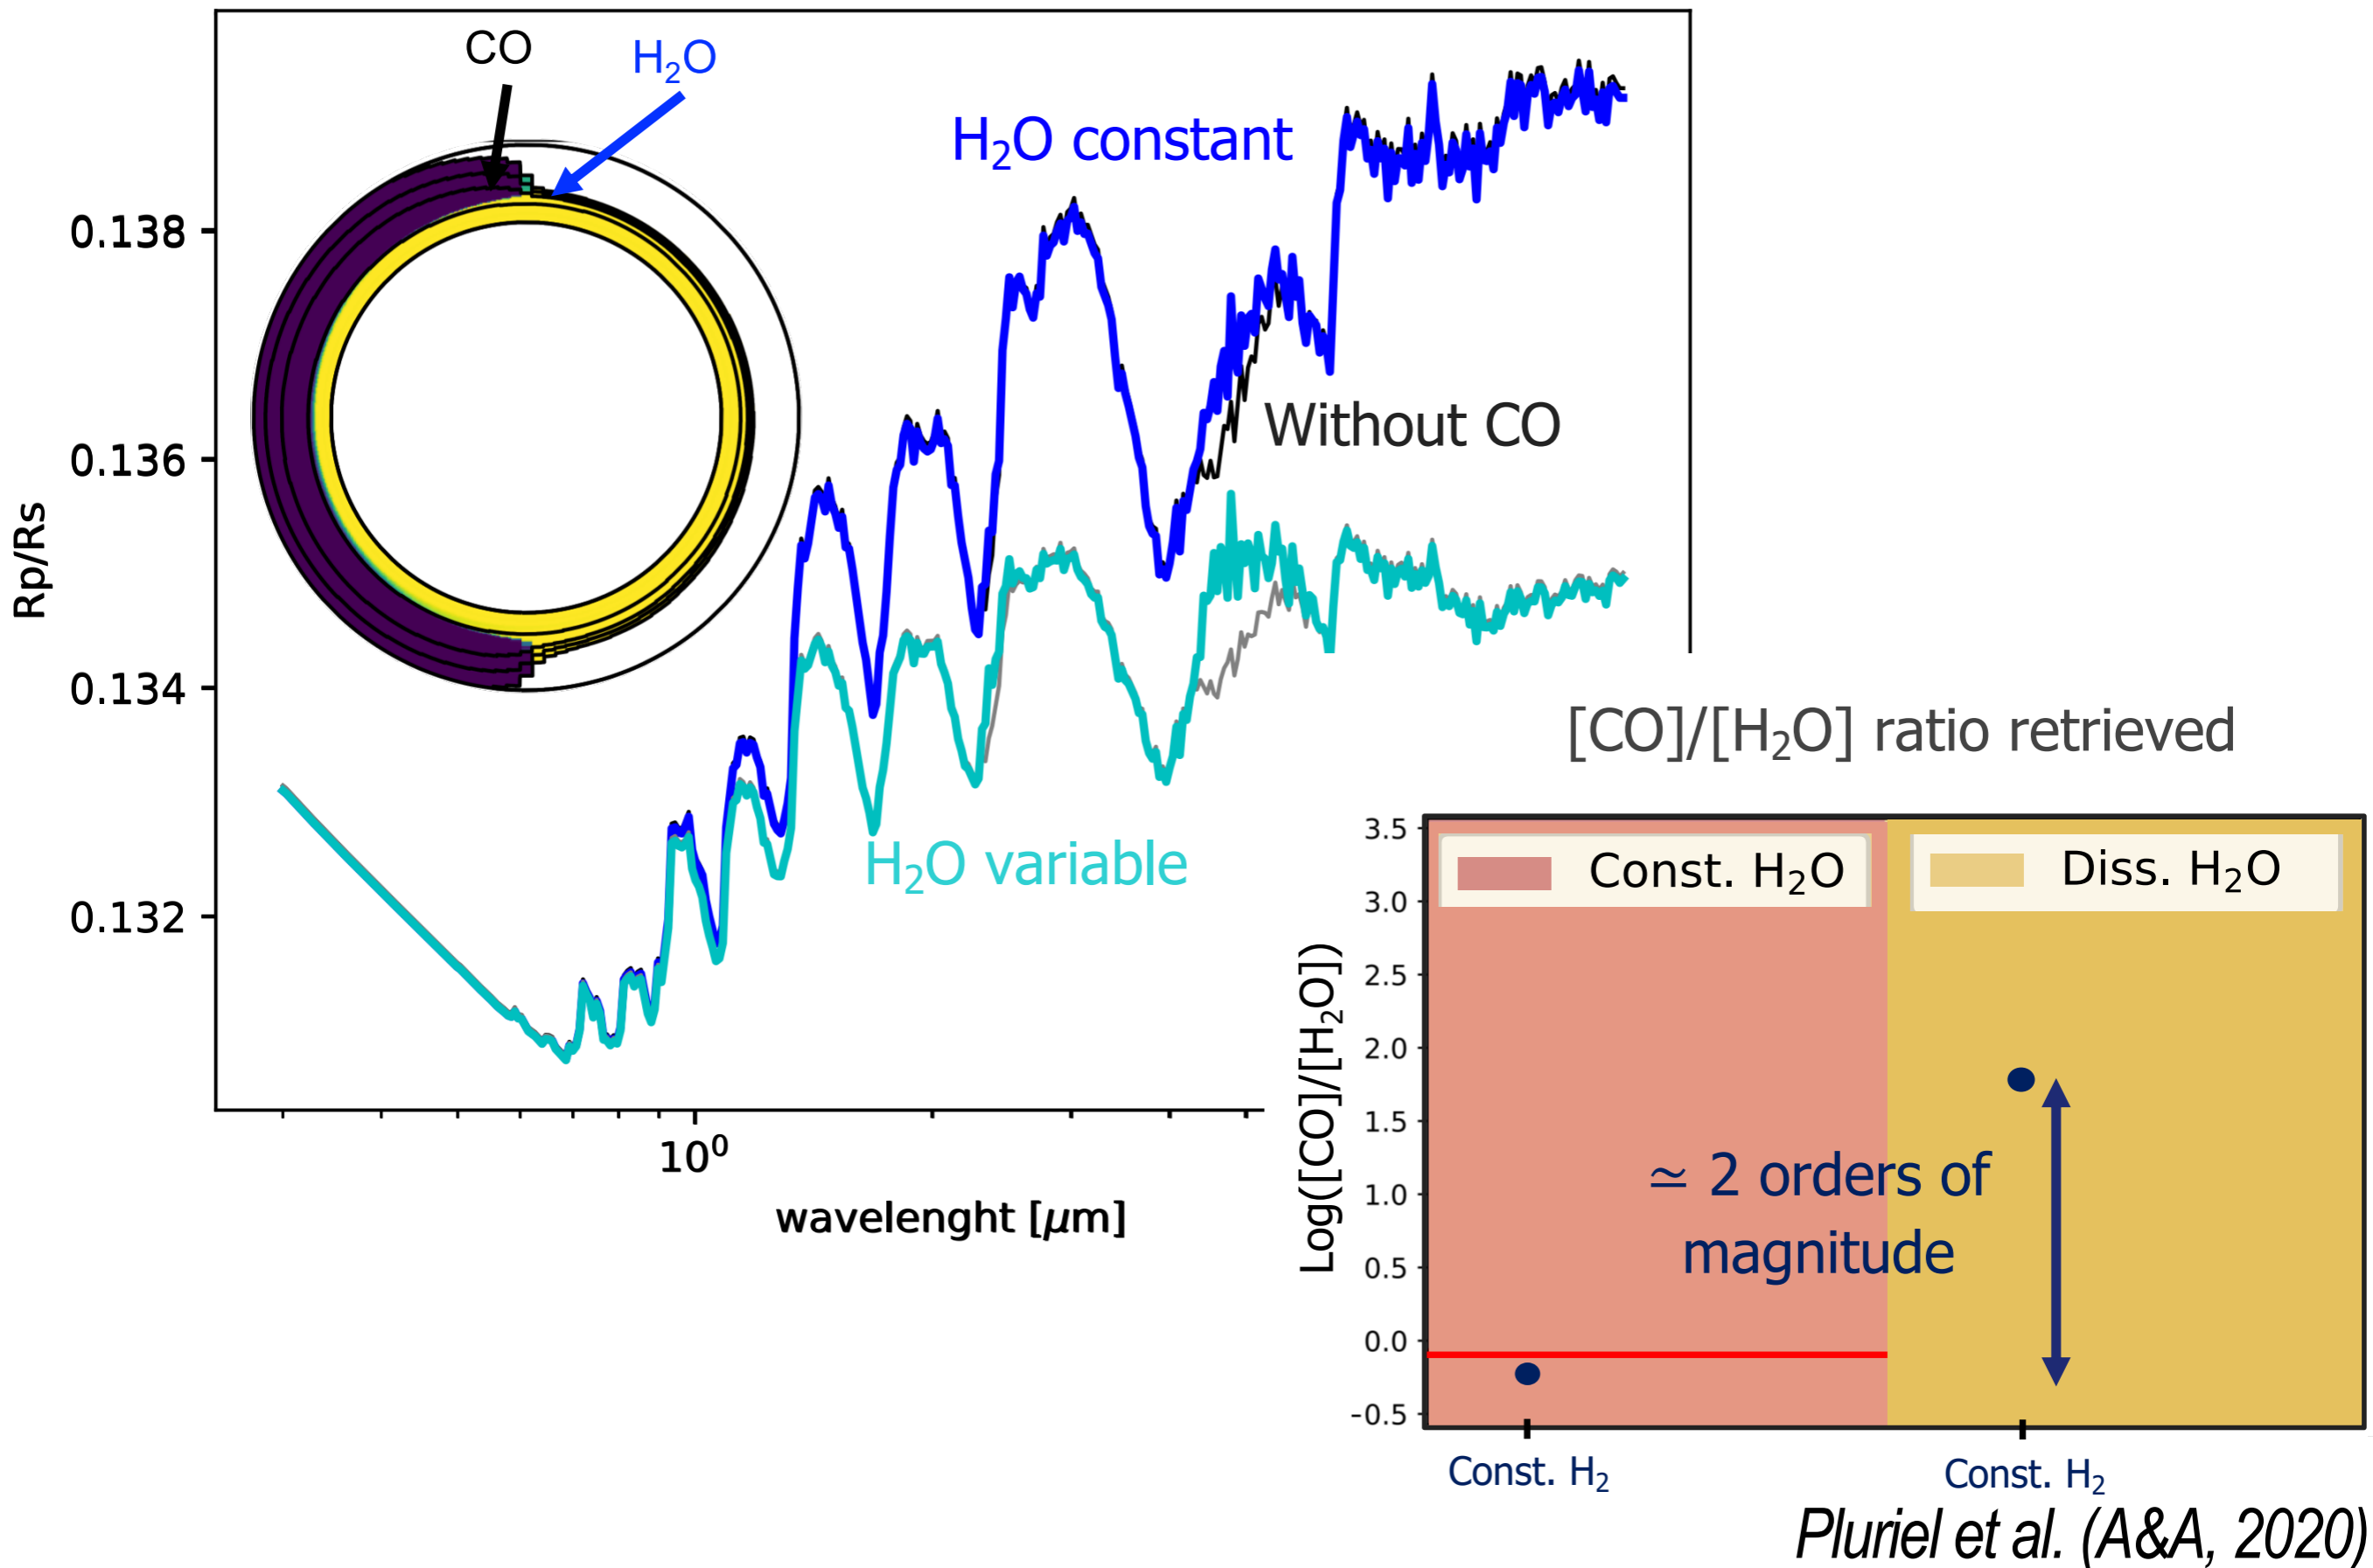 CO
H₂O
H₂O constant
0.138
0.136
0.134
0.132
Rp/Rs
Without CO
H₂O variable
10⁰
wavelenght [μm]
[CO]/[H₂O] ratio retrieved
3.5
3.0
2.5
2.0
1.5
1.0
0.5
0.0
-0.5
Log([CO]/[H₂O])
Const. H₂O
Diss. H₂O
≃ 2 orders of
magnitude
Const. H₂
Const. H₂
Pluriel et al. (A&A, 2020)